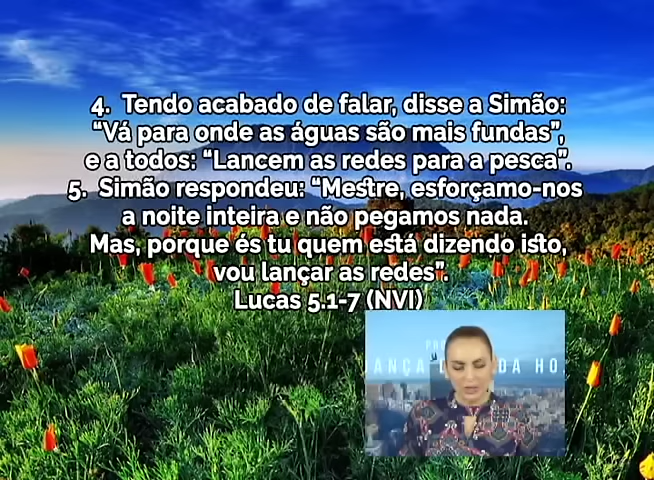 4. Tendo acabado de falar, disse a Simão:
“Vá para onde as águas são mais fundas”,
e a todos: “Lancem as redes para a pesca”.
5. Simão respondeu: “Mestre, esforçamo-nos
a noite inteira e não pegamos nada.
Mas, porque és tu quem está dizendo isto,
vou lançar as redes”.
Lucas 5.1-7 (NVI)
DA HO